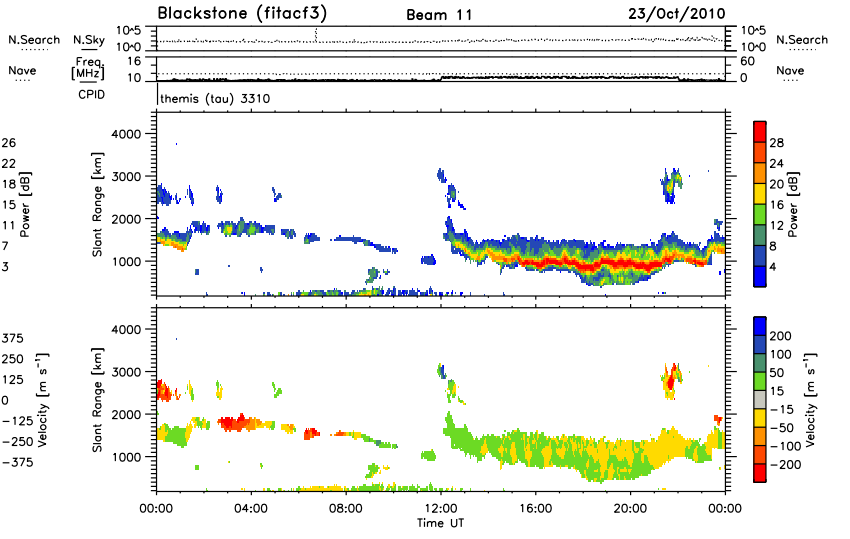 Blackstone (fitacf3) Beam 11 23/Oct/2010
N.Search N.Sky 10^5 10^0 10^5 10^0 N.Search
Nave Freq. [MHz] 16 10 60 0 Nave
CPID themis (tau) 3310
Power [dB] 26 22 18 15 11 7 3
Slant Range [km] 4000 3000 2000 1000
Power [dB] 28 24 20 16 12 8 4
Velocity [m s⁻¹] 375 250 125 0 −125 −250 −375
Slant Range [km] 4000 3000 2000 1000
Velocity [m s⁻¹] 200 100 50 15 −15 −50 −100 −200
00:00 04:00 08:00 12:00 16:00 20:00 00:00
Time UT